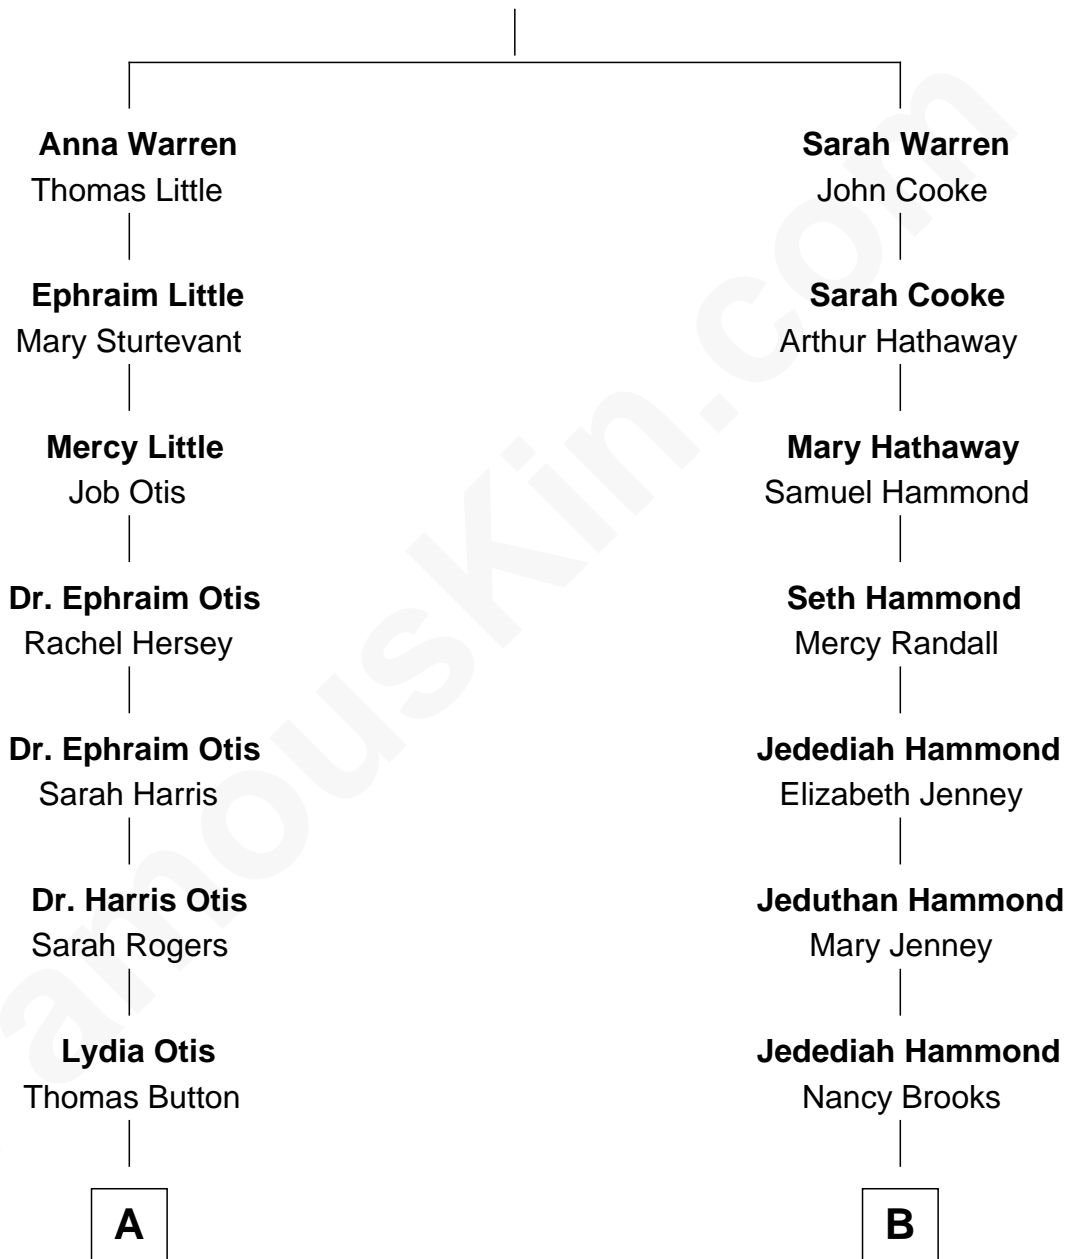 Anna Warren
Thomas Little
Ephraim Little
Mary Sturtevant
Mercy Little
Job Otis
Dr. Ephraim Otis
Rachel Hersey
Dr. Ephraim Otis
Sarah Harris
Dr. Harris Otis
Sarah Rogers
Lydia Otis
Thomas Button
A
Sarah Warren
John Cooke
Sarah Cooke
Arthur Hathaway
Mary Hathaway
Samuel Hammond
Seth Hammond
Mercy Randall
Jedediah Hammond
Elizabeth Jenney
Jeduthan Hammond
Mary Jenney
Jedediah Hammond
Nancy Brooks
B
amousKin.com